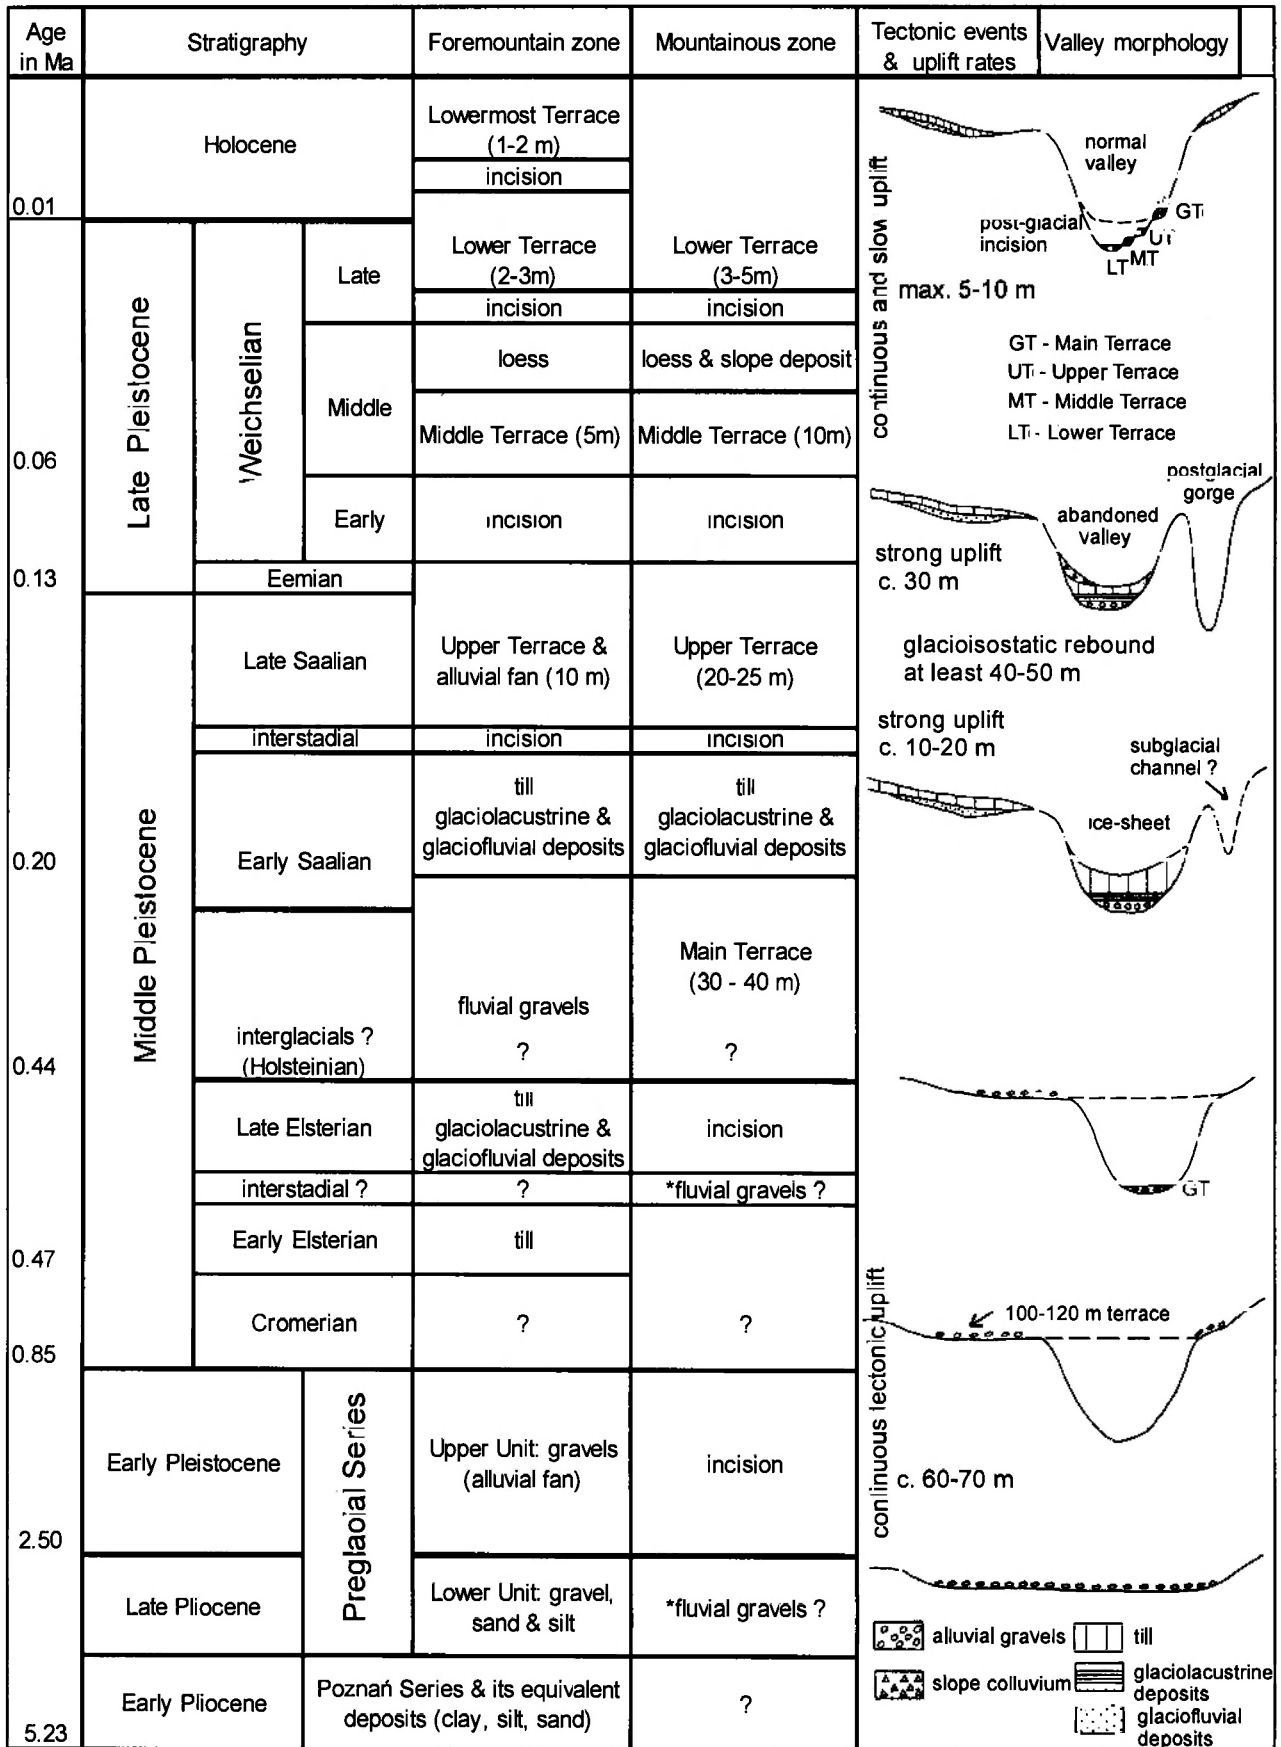 Age
in Ma
Stratigraphy
Foremountain zone
Mountainous zone
Tectonic events
& uplift rates
Valley morphology
Holocene
0.01
Lowermost Terrace
(1-2 m)
incision
Late Pleistocene
Weichselian
Late
Lower Terrace
(2-3m)
Lower Terrace
(3-5m)
incision
incision
Middle
loess
loess & slope deposit
Middle Terrace (5m)
Middle Terrace (10m)
0.06
Early
incision
incision
0.13
Eemian
Middle Pleistocene
Late Saalian
Upper Terrace &
alluvial fan (10 m)
Upper Terrace
(20-25 m)
interstadial
incision
incision
Early Saalian
till
glaciolacustrine &
glaciofluvial deposits
till
glaciolacustrine &
glaciofluvial deposits
0.20
interglacials ?
(Holsteinian)
fluvial gravels
?
Main Terrace
(30 - 40 m)
?
0.44
Late Elsterian
till
glaciolacustrine &
glaciofluvial deposits
incision
interstadial ?
?
*fluvial gravels ?
Early Elsterian
till
0.47
Cromerian
?
?
0.85
Early Pleistocene
Preglaoial Series
Upper Unit: gravels
(alluvial fan)
incision
2.50
Late Pliocene
Lower Unit: gravel,
sand & silt
*fluvial gravels ?
Early Pliocene
Poznań Series & its equivalent
deposits (clay, silt, sand)
?
5.23
continuous and slow uplift
normal
valley
post-glacial
incision
GT
UT
MT
LT
max. 5-10 m
GT - Main Terrace
UT - Upper Terrace
MT - Middle Terrace
LT - Lower Terrace
postglacial
gorge
abandoned
valley
strong uplift
c. 30 m
glacioisostatic rebound
at least 40-50 m
strong uplift
c. 10-20 m
subglacial
channel ?
ice-sheet
GT
continuous tectonic uplift
100-120 m terrace
c. 60-70 m
alluvial gravels
till
slope colluvium
glaciolacustrine
deposits
glaciofluvial
deposits